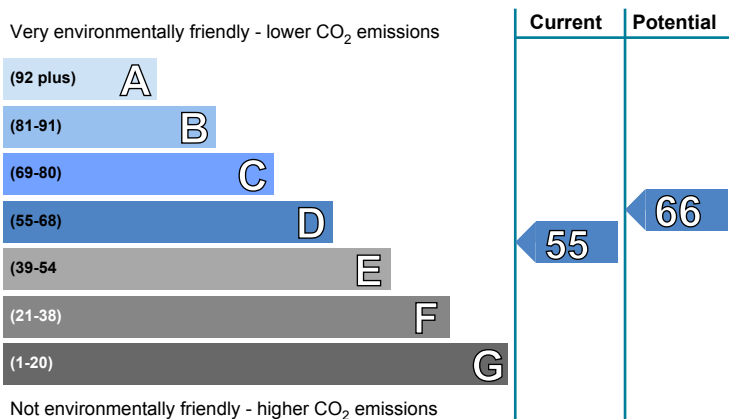 Current Potential
Very environmentally friendly - lower CO₂ emissions
(92 plus) A
(81-91) B
(69-80) C
(55-68) D
66
55
(39-54 E
(21-38) F
(1-20) G
Not environmentally friendly - higher CO₂ emissions